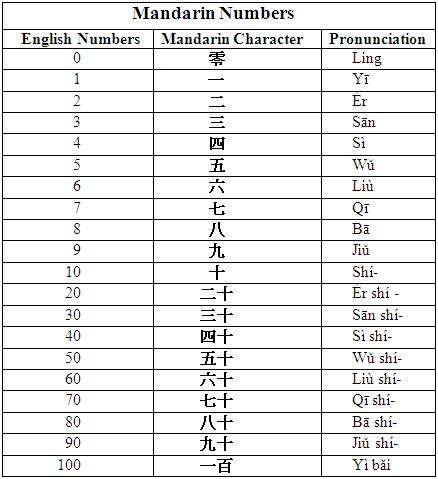 Mandarin Numbers
English Numbers Mandarin Character Pronunciation
0 零 Ling
1 一 Yī
2 二 Èr
3 三 Sān
4 四 Sì
5 五 Wǔ
6 六 Liù
7 七 Qī
8 八 Bā
9 九 Jiǔ
10 十 Shí-
20 二十 Èr shí -
30 三十 Sān shí-
40 四十 Sì shí-
50 五十 Wǔ shí-
60 六十 Liù shí-
70 七十 Qī shí-
80 八十 Bā shí-
90 九十 Jiǔ shí-
100 一百 Yì bǎi